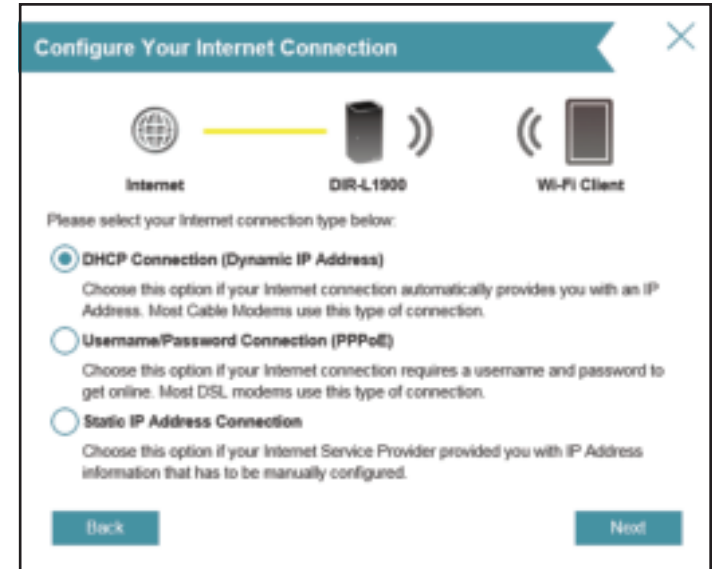 Configure Your Internet Connection
Internet DIR-L1900 Wi-Fi Client
Please select your Internet connection type below:
DHCP Connection (Dynamic IP Address)
Choose this option if your Internet connection automatically provides you with an IP
Address. Most Cable Modems use this type of connection.
Username/Password Connection (PPPoE)
Choose this option if your Internet connection requires a username and password to
get online. Most DSL modems use this type of connection.
Static IP Address Connection
Choose this option if your Internet Service Provider provided you with IP Address
information that has to be manually configured.
Back Next